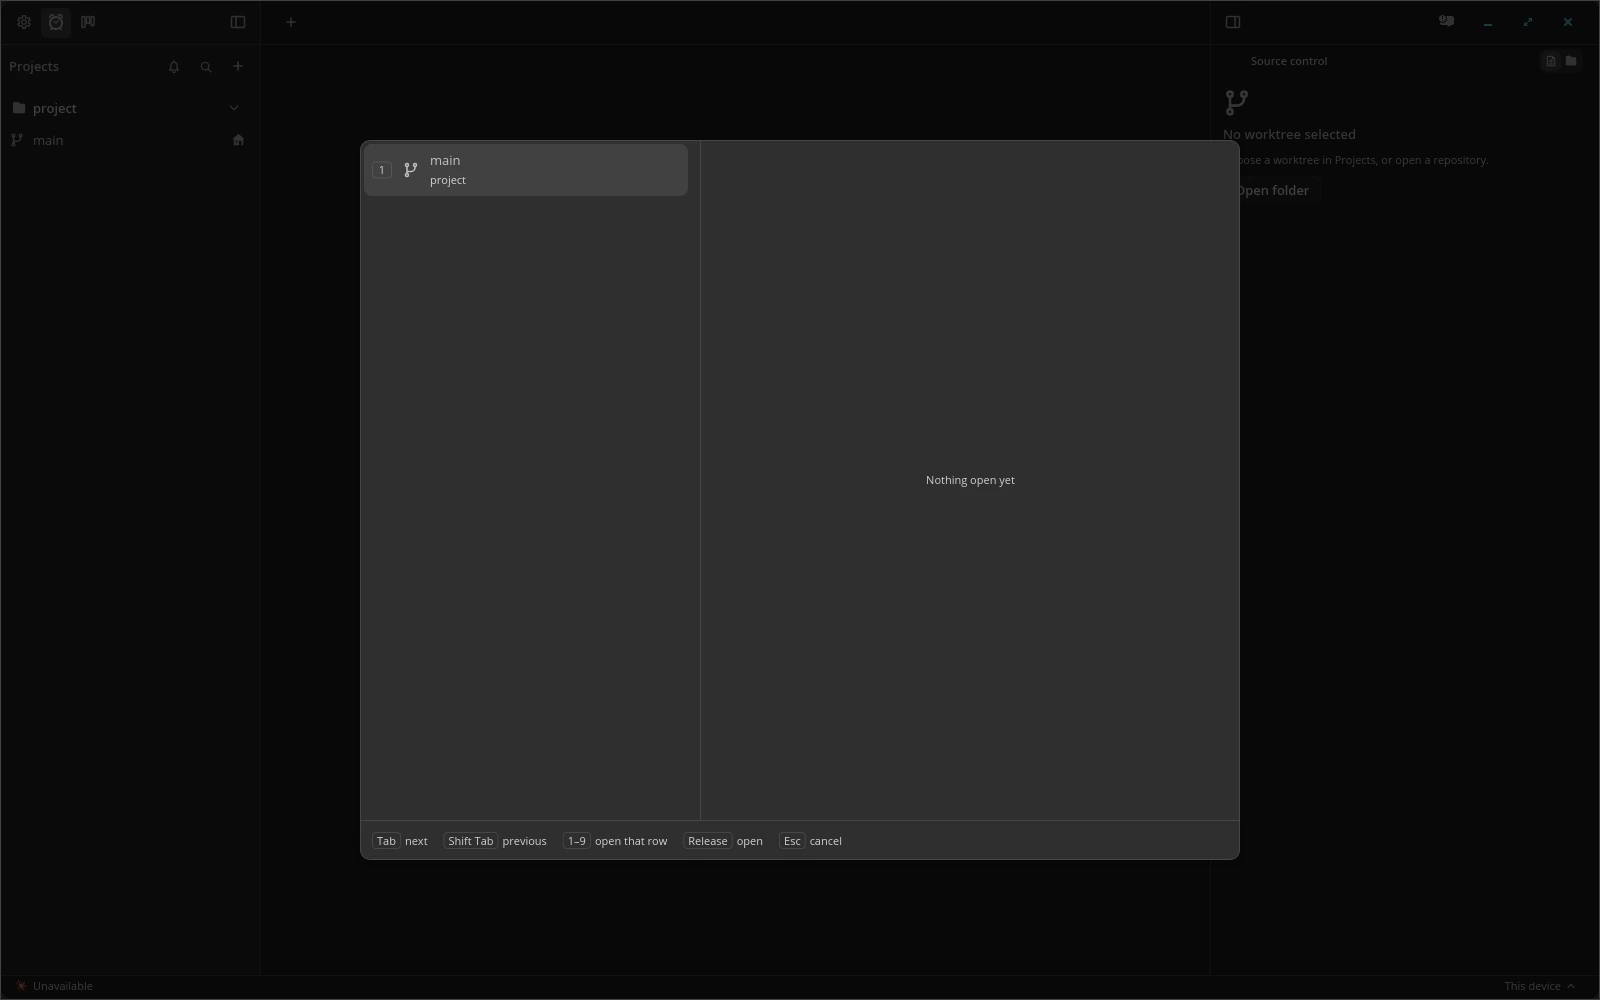 Projects
project
main
Source control
No worktree selected
oose a worktree in Projects, or open a repository.
Open folder
1
main
project
Nothing open yet
Tab next Shift Tab previous 1–9 open that row Release open Esc cancel
Unavailable
This device